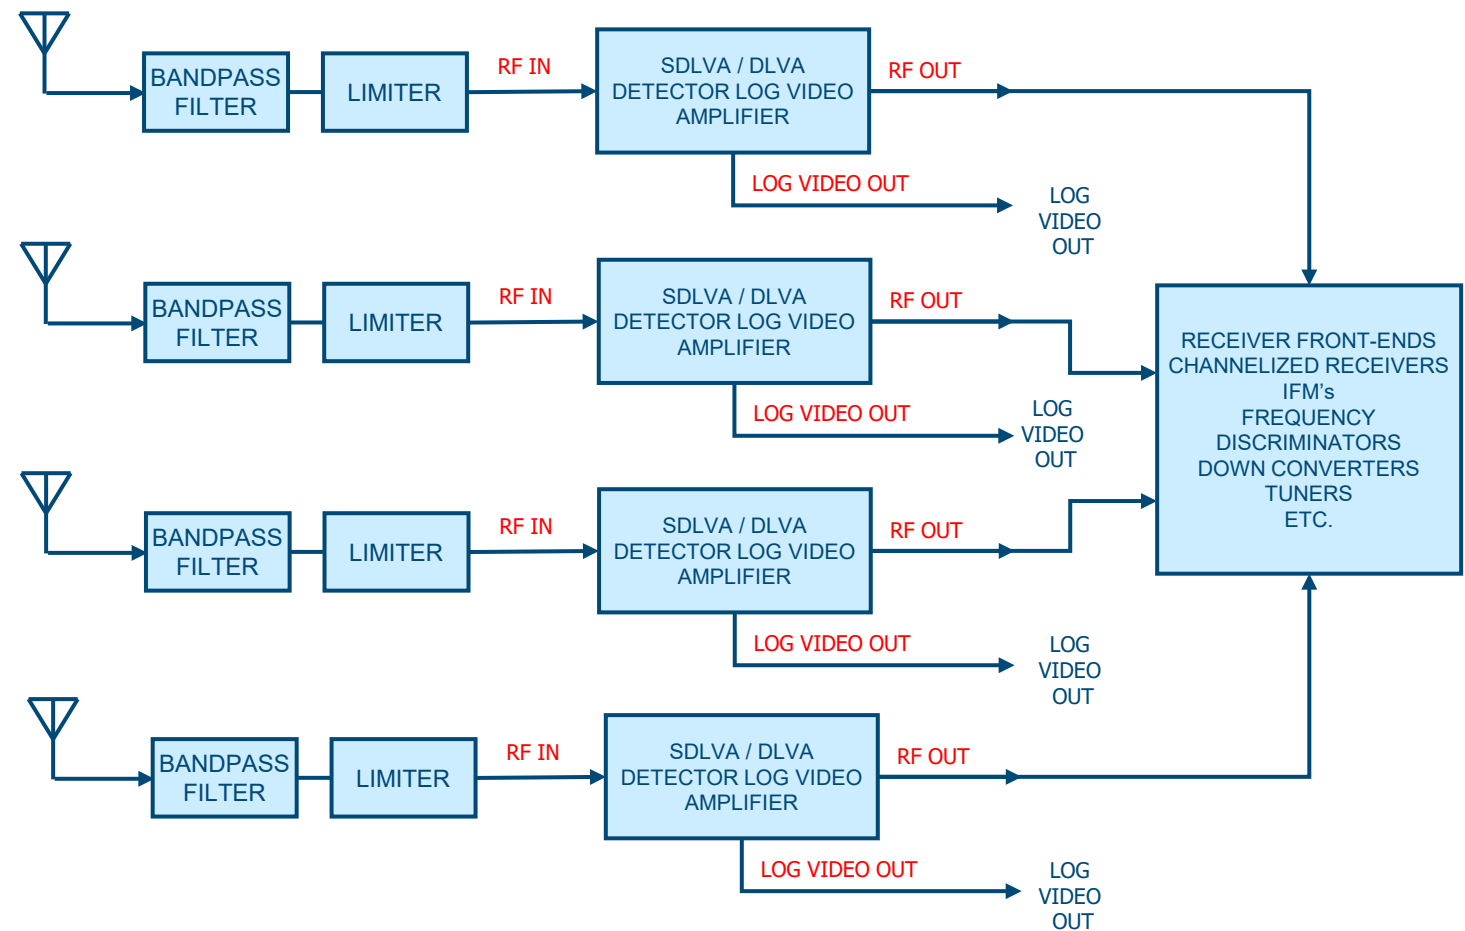 BANDPASS
FILTER
LIMITER
RF IN
SDLVA / DLVA
DETECTOR LOG VIDEO
AMPLIFIER
RF OUT
LOG VIDEO OUT
LOG
VIDEO
OUT
BANDPASS
FILTER
LIMITER
RF IN
SDLVA / DLVA
DETECTOR LOG VIDEO
AMPLIFIER
RF OUT
LOG VIDEO OUT
LOG
VIDEO
OUT
RECEIVER FRONT-ENDS
CHANNELIZED RECEIVERS
IFM's
FREQUENCY
DISCRIMINATORS
DOWN CONVERTERS
TUNERS
ETC.
BANDPASS
FILTER
LIMITER
RF IN
SDLVA / DLVA
DETECTOR LOG VIDEO
AMPLIFIER
RF OUT
LOG VIDEO OUT
LOG
VIDEO
OUT
BANDPASS
FILTER
LIMITER
RF IN
SDLVA / DLVA
DETECTOR LOG VIDEO
AMPLIFIER
RF OUT
LOG VIDEO OUT
LOG
VIDEO
OUT